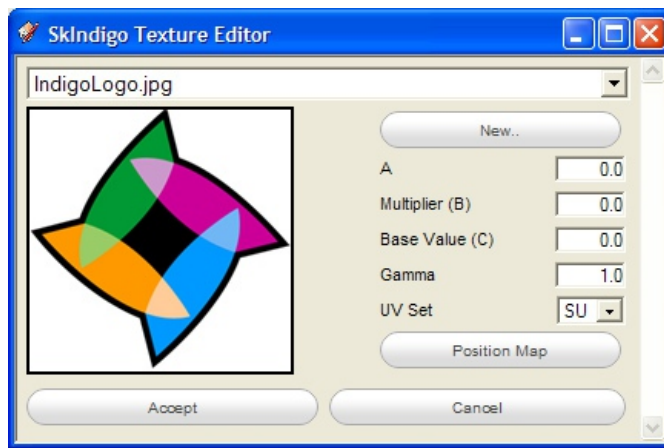 SkIndigo Texture Editor
IndigoLogo.jpg
New..
A 0.0
Multiplier (B) 0.0
Base Value (C) 0.0
Gamma 1.0
UV Set SU
Position Map
Accept Cancel